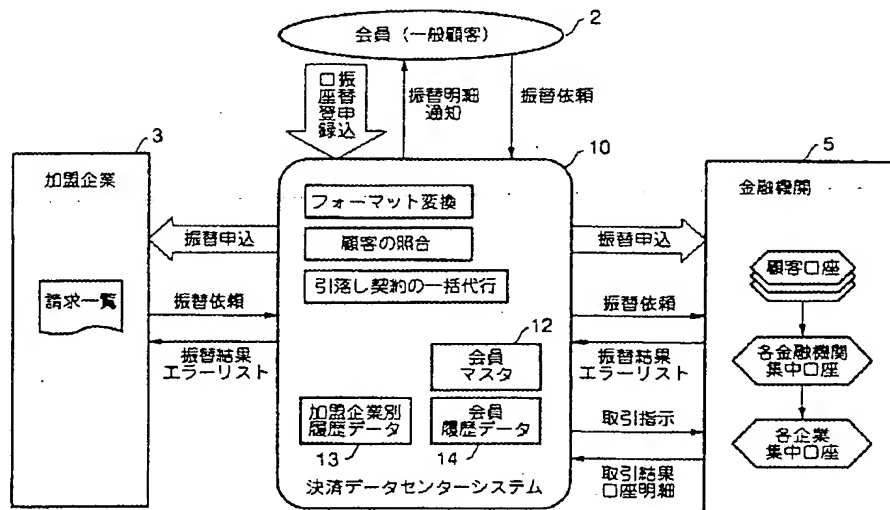 会員（一般顧客）
2
口座登録
振替申込
振替明細
通知
振替依頼
3
加盟企業
請求一覧
振替申込
振替依頼
振替結果
エラーリスト
10
フォーマット変換
顧客の照合
引落し契約の一括代行
12
会員
マスタ
加盟企業別
履歴データ
13
会員
履歴データ
14
決済データセンターシステム
振替申込
振替依頼
振替結果
エラーリスト
取引指示
取引結果
口座明細
5
金融機関
顧客口座
各金融機関
集中口座
各企業
集中口座